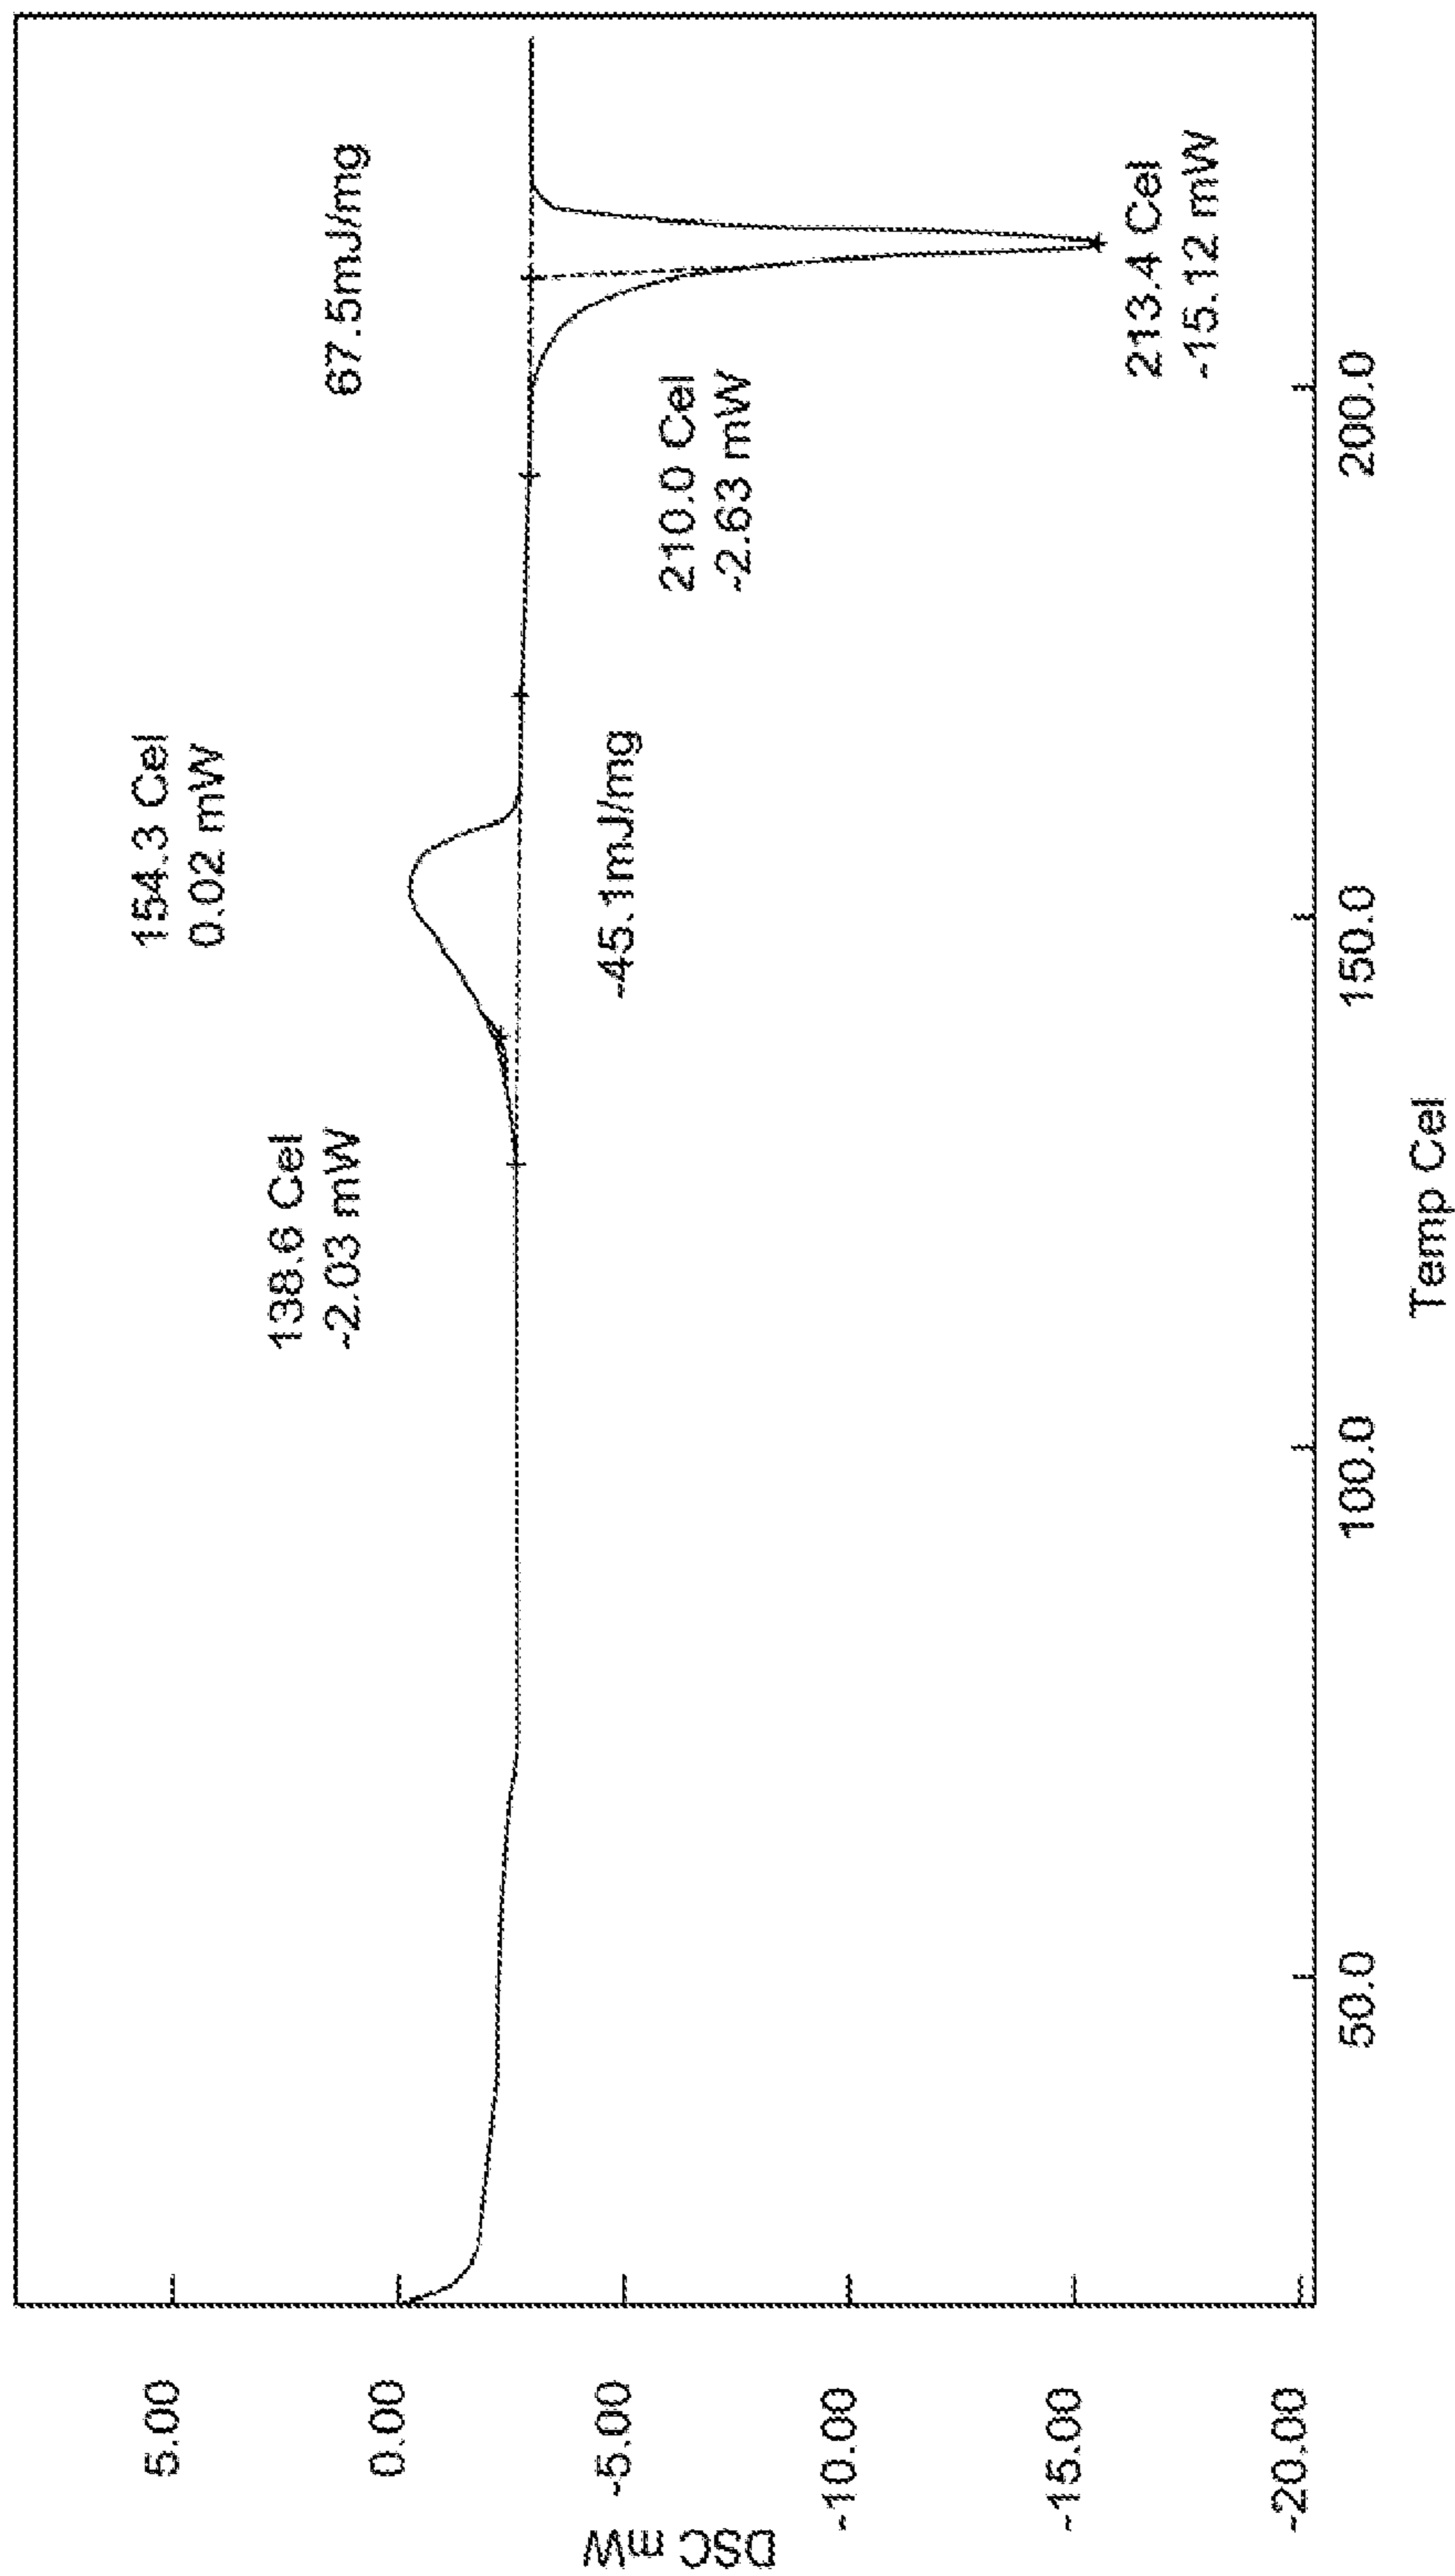 DSC mW
5.00
0.00
-5.00
-10.00
-15.00
-20.00
138.6 Cel
-2.03 mW
154.3 Cel
0.02 mW
-45.1mJ/mg
67.5mJ/mg
210.0 Cel
-2.63 mW
213.4 Cel
-15.12 mW
50.0
100.0
150.0
200.0
Temp Cel